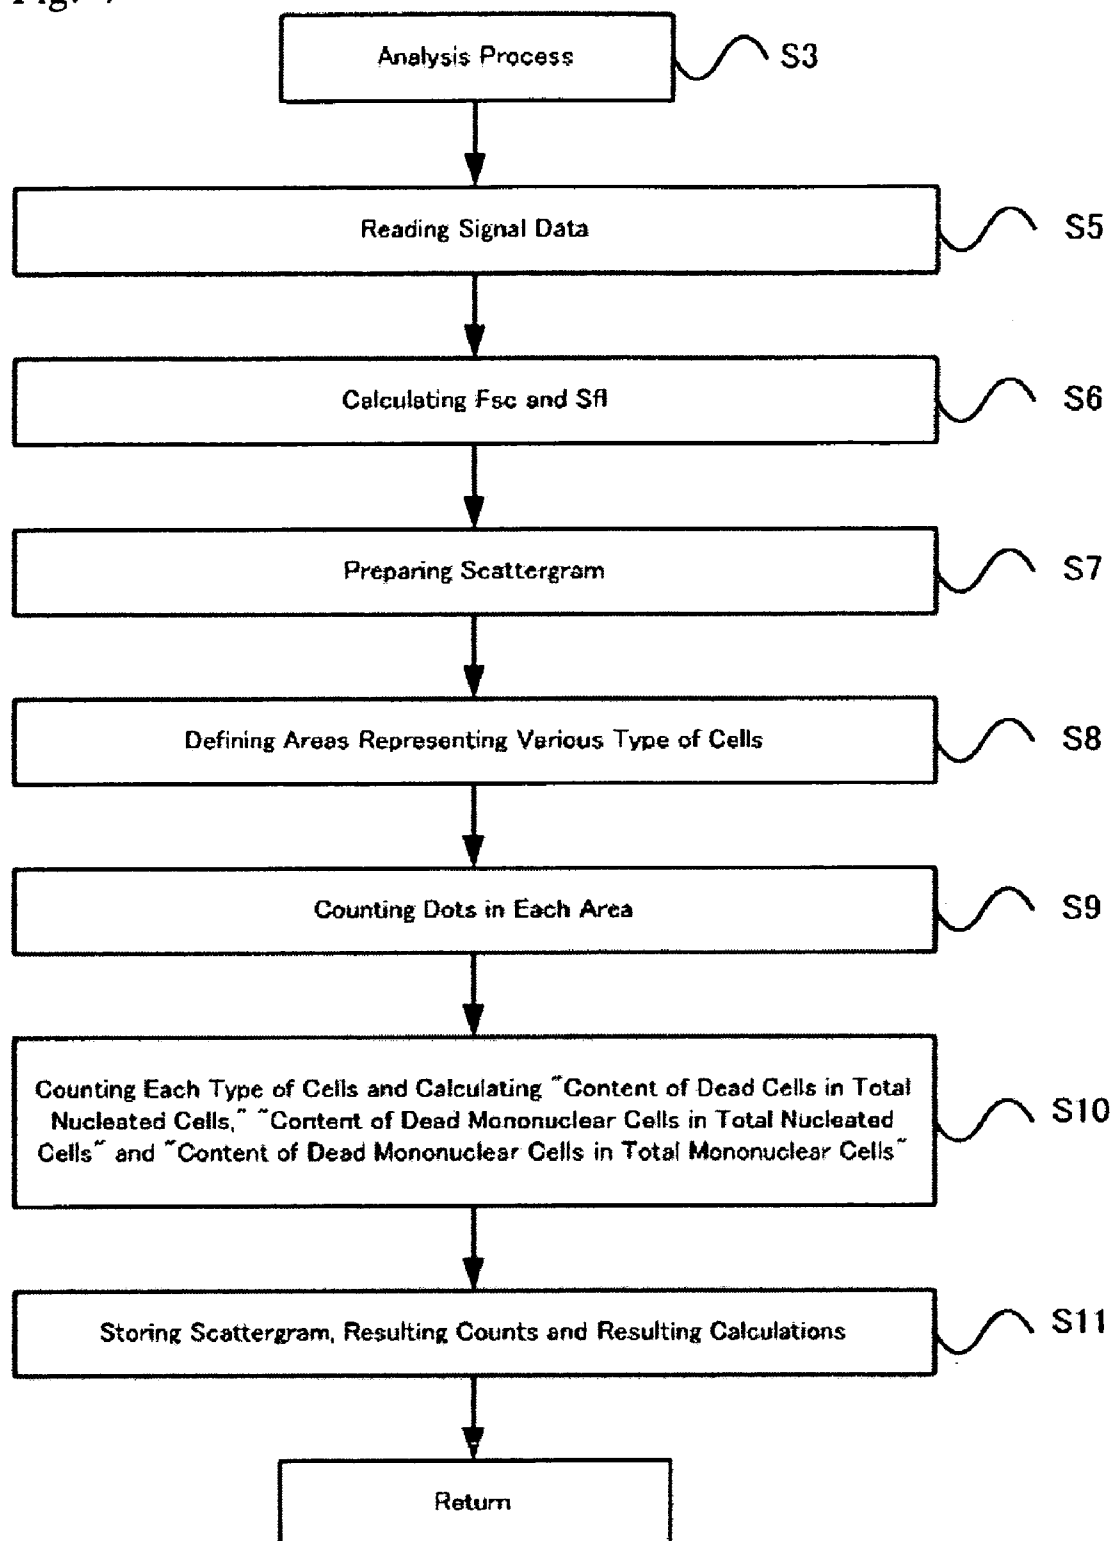 Fig.
Analysis Process
S3
Reading Signal Data
S5
Calculating Fsc and Sfl
S6
Preparing Scattergram
S7
Defining Areas Representing Various Type of Cells
S8
Counting Dots in Each Area
S9
Counting Each Type of Cells and Calculating "Content of Dead Cells in Total
Nucleated Cells," "Content of Dead Mononuclear Cells in Total Nucleated
Cells" and "Content of Dead Mononuclear Cells in Total Mononuclear Cells"
S10
Storing Scattergram, Resulting Counts and Resulting Calculations
S11
Return